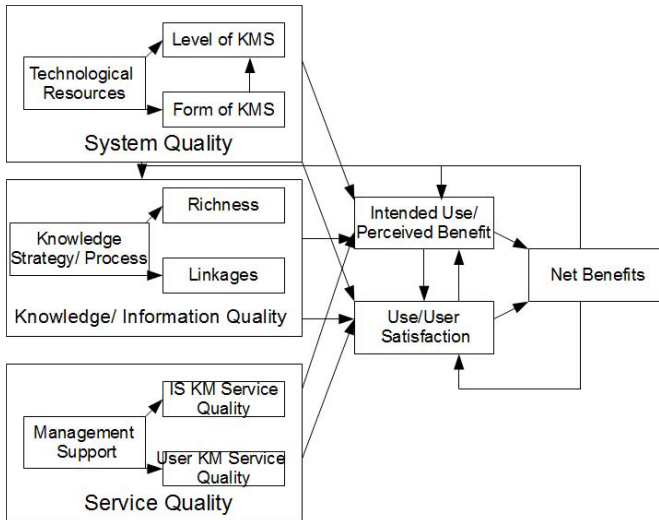 Level of KMS
Technological
Resources
Form of KMS
System Quality
Richness
Knowledge
Strategy/ Process
Linkages
Knowledge/ Information Quality
IS KM Service
Quality
Management
Support
User KM Service
Quality
Service Quality
Intended Use/
Perceived Benefit
Use/User
Satisfaction
Net Benefits